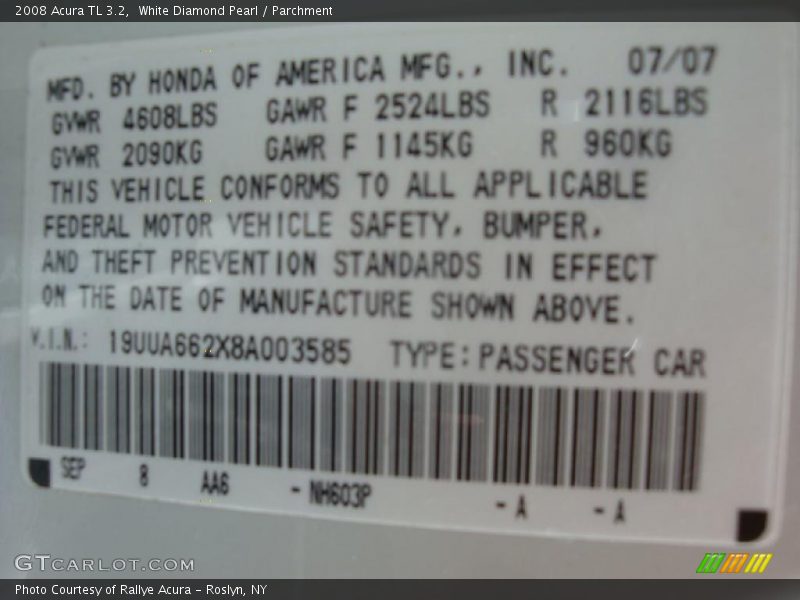 2008 Acura TL 3.2, White Diamond Pearl / Parchment
MFD. BY HONDA OF AMERICA MFG., INC. 07/07
GVWR 4608LBS GAWR F 2524LBS R 2116LBS
GVWR 2090KG GAWR F 1145KG R 960KG
THIS VEHICLE CONFORMS TO ALL APPLICABLE
FEDERAL MOTOR VEHICLE SAFETY, BUMPER,
AND THEFT PREVENTION STANDARDS IN EFFECT
ON THE DATE OF MANUFACTURE SHOWN ABOVE.
V.I.N.: 19UUA662X8A003585 TYPE: PASSENGER CAR
SEP 8 AA6 - NH603P - A - A
GTCARLOT.COM
Photo Courtesy of Rallye Acura – Roslyn, NY